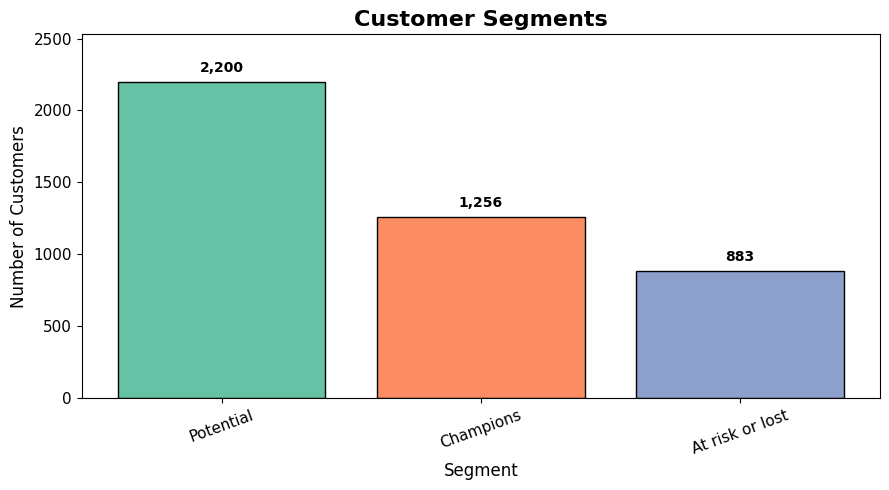 Customer Segments
Number of Customers
2500
2000
1500
1000
500
0
2,200
1,256
883
Potential
Champions
At risk or lost
Segment